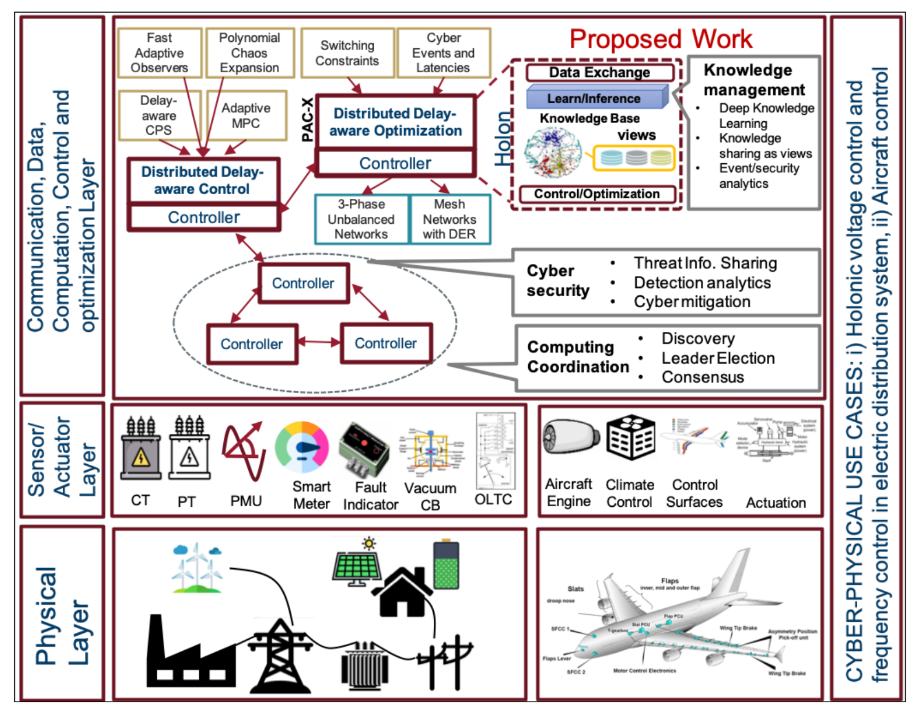 Communication, Data,
Computation, Control and
optimization Layer
Fast
Adaptive
Observers
Polynomial
Chaos
Expansion
Delay-
aware
CPS
Adaptive
MPC
Distributed Delay-
aware Control
Controller
Switching
Constraints
Cyber
Events and
Latencies
PAC-X
Distributed Delay-
aware Optimization
Controller
3-Phase
Unbalanced
Networks
Mesh
Networks
with DER
Proposed Work
Holon
Data Exchange
Learn/Inference
Knowledge Base
views
Control/Optimization
Knowledge
management
• Deep Knowledge
Learning
• Knowledge
sharing as views
• Event/security
analytics
Controller
Controller
Controller
Cyber
security
• Threat Info. Sharing
• Detection analytics
• Cyber mitigation
Computing
Coordination
• Discovery
• Leader Election
• Consensus
Sensor/
Actuator
Layer
CT
PT
PMU
Smart
Meter
Fault
Indicator
Vacuum
CB
OLTC
Aircraft
Engine
Climate
Control
Control
Surfaces
Actuation
Physical
Layer
Slats
droop nose
Flaps
inner, mid and outer flap
SFCC 1
Flaps Lever
SFCC 2
Slat PCU
Flap PCU
Motor Control Electronics
Wing Tip Brake
Asymmetry Position
Pick-off unit
Wing Tip
Brake
CYBER-PHYSICAL USE CASES: i) Holonic voltage control and
frequency control in electric distribution system, ii) Aircraft control